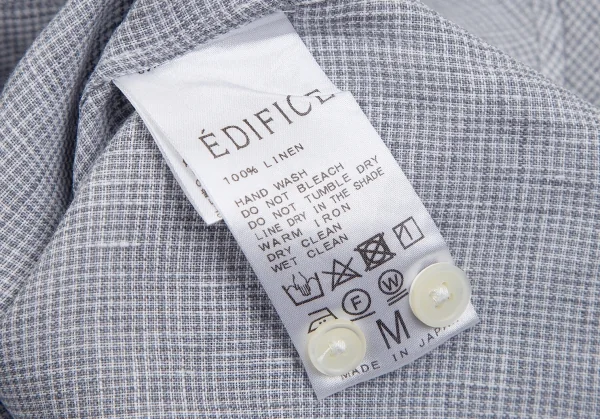 ÉDIFICE
100% LINEN
HAND WASH
DO NOT BLEACH
DO NOT TUMBLE DRY
LINE DRY IN THE SHADE
WARM IRON
DRY CLEAN
WET CLEAN
F W
M
MADE IN JAPAN